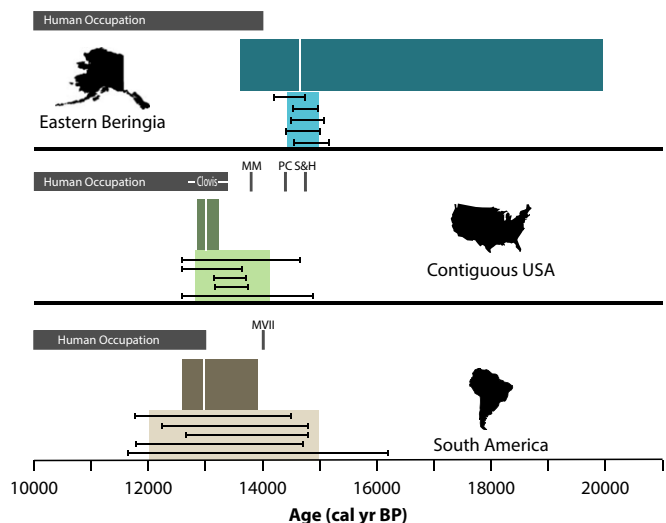 Human Occupation
Eastern Beringia
MM PC S&H
Human Occupation Clovis
Contiguous USA
MVII
Human Occupation
South America
10000 12000 14000 16000 18000 20000
Age (cal yr BP)